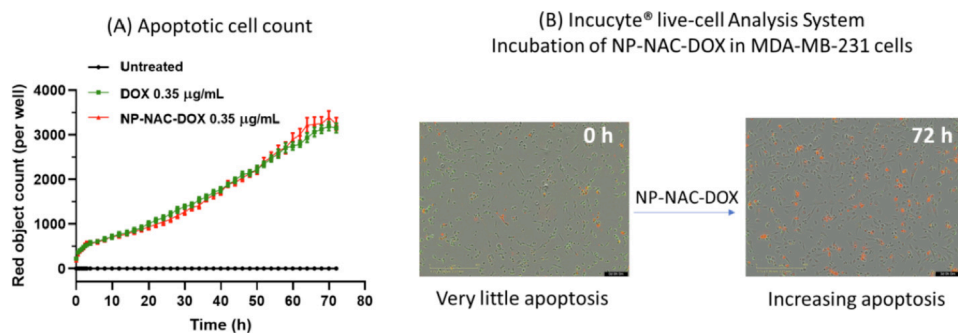 (A) Apoptotic cell count
Untreated
DOX 0.35 μg/mL
NP-NAC-DOX 0.35 μg/mL
Red object count (per well)
4000
3000
2000
1000
0
0 10 20 30 40 50 60 70 80
Time (h)
(B) Incucyte® live-cell Analysis System
Incubation of NP-NAC-DOX in MDA-MB-231 cells
0 h
NP-NAC-DOX
72 h
Very little apoptosis
Increasing apoptosis